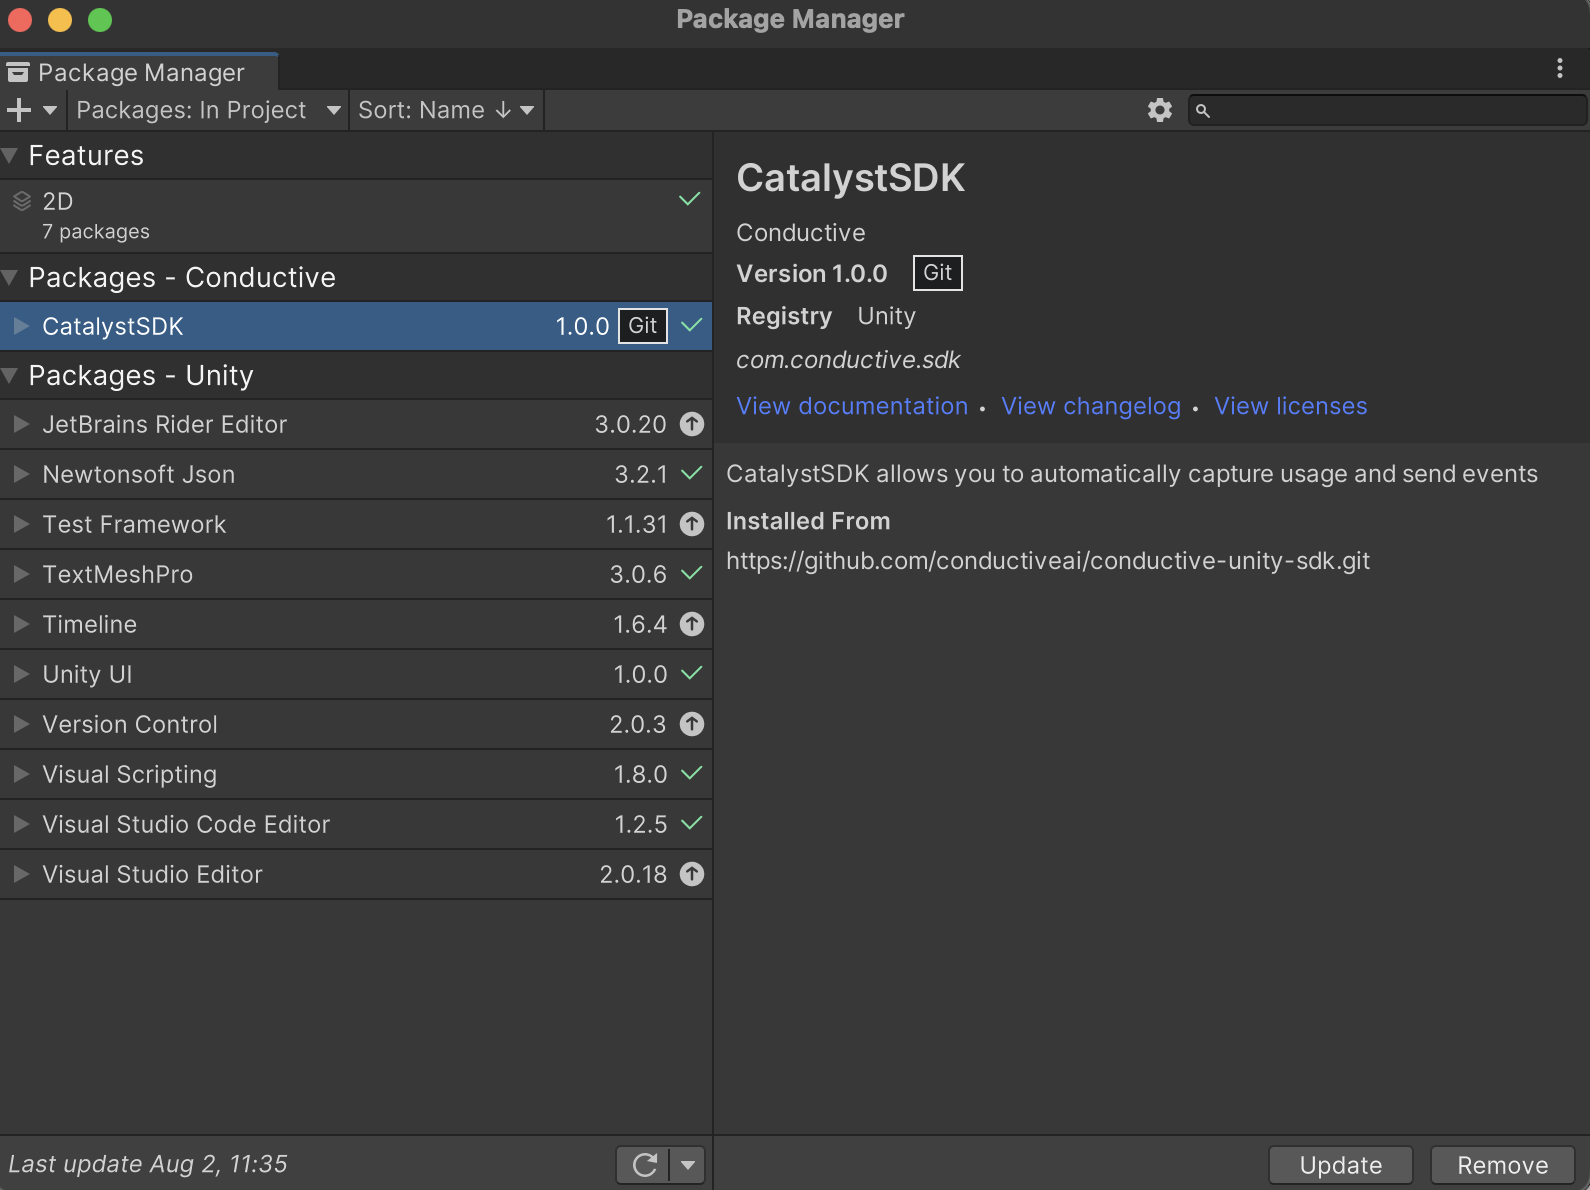 Package Manager
Package Manager
Packages: In Project
Sort: Name ↓
Features
2D
7 packages
Packages - Conductive
CatalystSDK 1.0.0 Git
Packages - Unity
JetBrains Rider Editor 3.0.20
Newtonsoft Json 3.2.1
Test Framework 1.1.31
TextMeshPro 3.0.6
Timeline 1.6.4
Unity UI 1.0.0
Version Control 2.0.3
Visual Scripting 1.8.0
Visual Studio Code Editor 1.2.5
Visual Studio Editor 2.0.18
Last update Aug 2, 11:35
CatalystSDK
Conductive
Version 1.0.0 Git
Registry Unity
com.conductive.sdk
View documentation • View changelog • View licenses
CatalystSDK allows you to automatically capture usage and send events
Installed From
https://github.com/conductiveai/conductive-unity-sdk.git
Update Remove